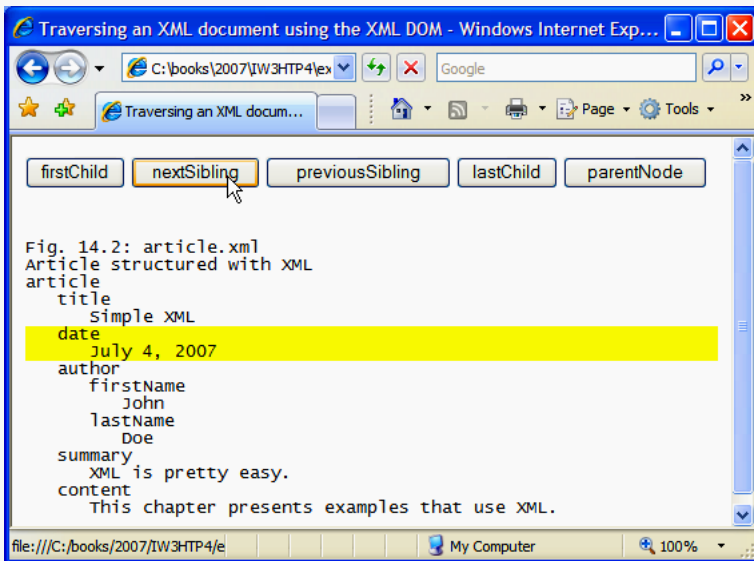 Traversing an XML document using the XML DOM - Windows Internet Exp...
C:\books\2007\IW3HTP4\ex
Google
Traversing an XML docum...
Page
Tools
»
firstChild nextSibling previousSibling lastChild parentNode
Fig. 14.2: article.xml
Article structured with XML
article
title
Simple XML
date
July 4, 2007
author
firstName
John
lastName
Doe
summary
XML is pretty easy.
content
This chapter presents examples that use XML.
file:///C:/books/2007/IW3HTP4/e My Computer 100%